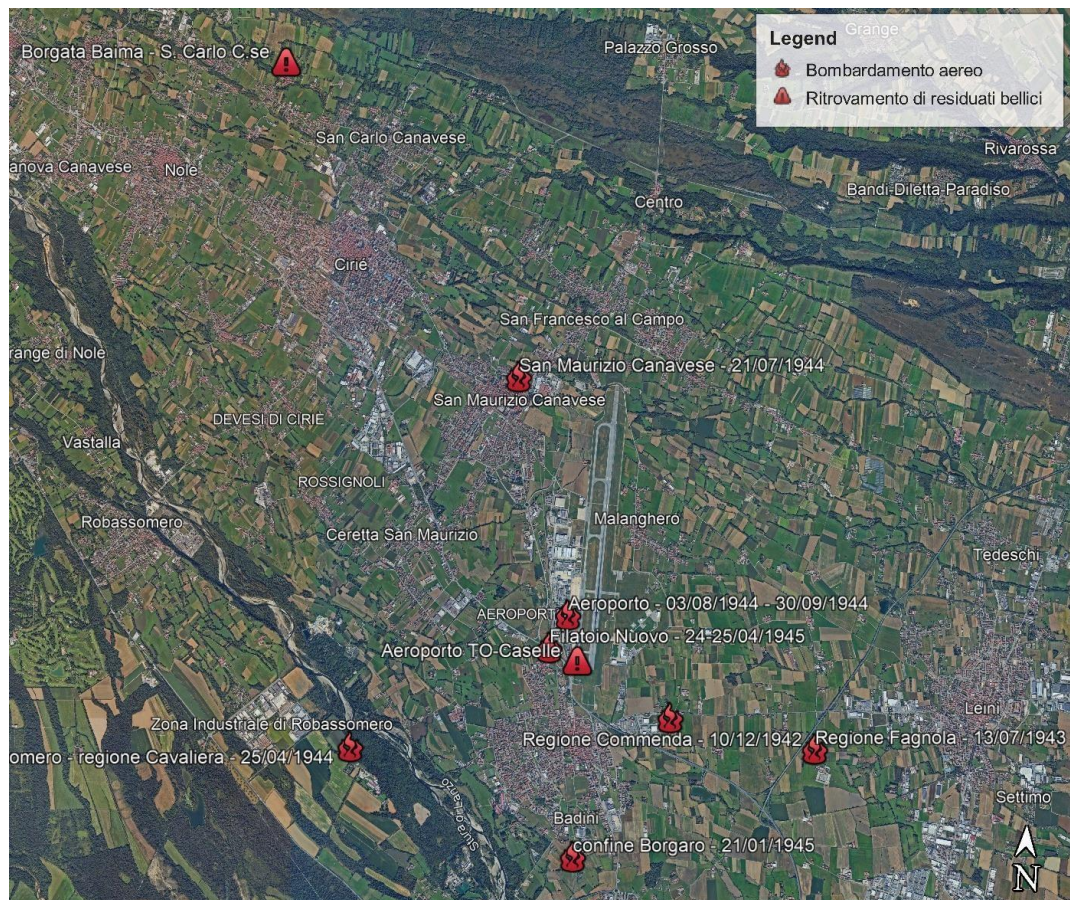 Grange
Legend
Bombardamento aereo
Ritrovamento di residuati bellici
Borgata Baima - S. Carlo C.se
Palazzo Grosso
San Carlo Canavese
Rivarossa
anova Canavese
Nole
Bandi-Diletta-Paradiso
Centro
Cirié
San Francesco al Campo
range di Nole
San Maurizio Canavese - 21/07/1944
San Maurizio Canavese
DEVESI DI CIRIÈ
Vastalla
ROSSIGNOLI
Robassomero
Malanghero
Ceretta San Maurizio
Tedeschi
Aeroporto - 03/08/1944 - 30/09/1944
AEROPORT
Filatoio Nuovo - 24-25/04/1945
Aeroporto TO-Caselle
Leini
Zona Industriale di Robassomero
Regione Commenda - 10/12/1942
Regione Fagnola - 13/07/1943
omero - regione Cavaliera - 25/04/1944
Settimo
Stura di Lanzo
Badini
confine Borgaro - 21/01/1945
N